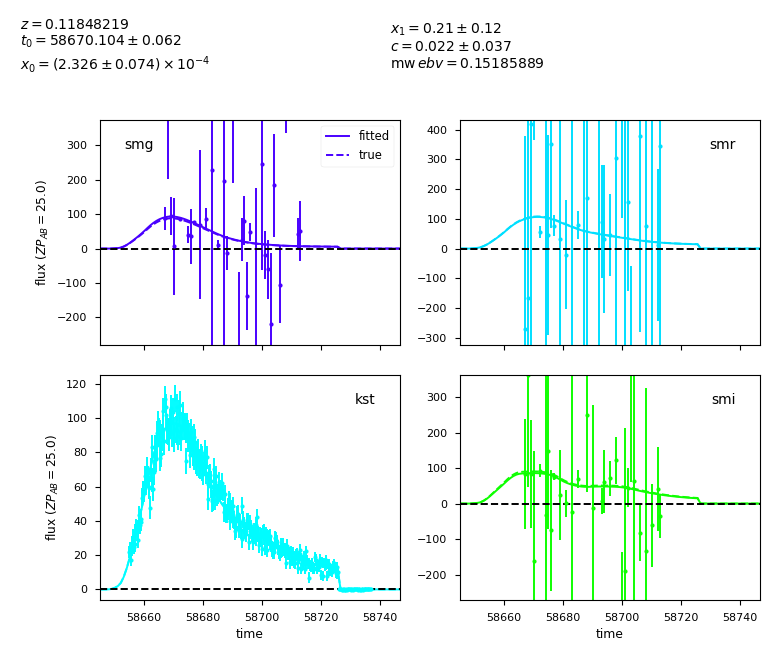 z = 0.11848219
t₀ = 58670.104 ± 0.062
x₀ = (2.326 ± 0.074) × 10⁻⁴
x₁ = 0.21 ± 0.12
c = 0.022 ± 0.037
mw ebv = 0.15185889
smg
fitted
true
300
200
100
0
−100
−200
flux (ZP_AB = 25.0)
smr
400
300
200
100
0
−100
−200
−300
kst
120
100
80
60
40
20
0
flux (ZP_AB = 25.0)
58660 58680 58700 58720 58740
time
smi
300
200
100
0
−100
−200
58660 58680 58700 58720 58740
time